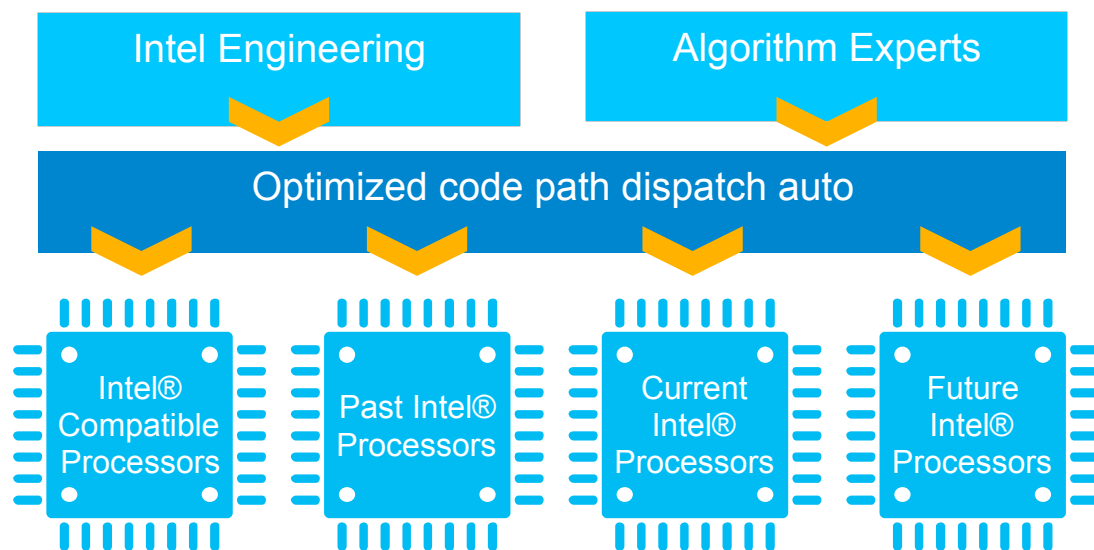 Intel Engineering
Algorithm Experts
Optimized code path dispatch auto
Intel®
Compatible
Processors
Past Intel®
Processors
Current
Intel®
Processors
Future
Intel®
Processors